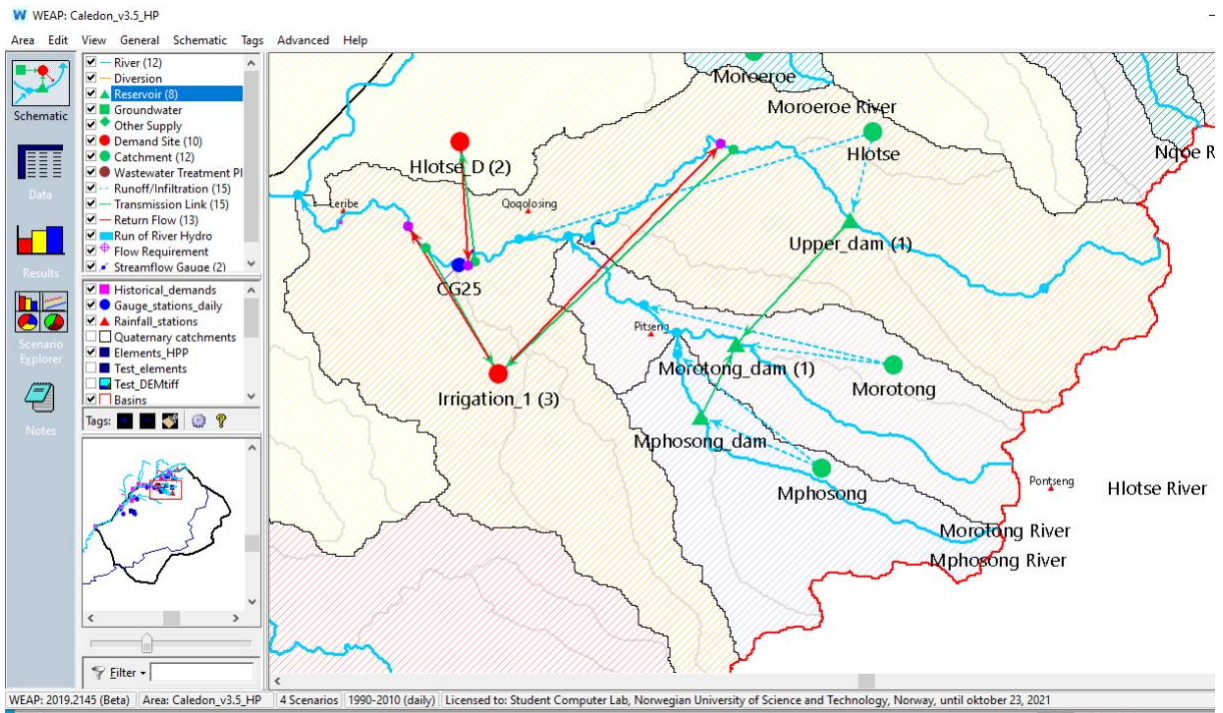 W WEAP: Caledon_v3.5_HP
Area Edit View General Schematic Tags Advanced Help
Schematic
Data
Results
Scenario
Explorer
Notes
River (12)
Diversion
Reservoir (8)
Groundwater
Other Supply
Demand Site (10)
Catchment (12)
Wastewater Treatment Pl
Runoff/Infiltration (15)
Transmission Link (15)
Return Flow (13)
Run of River Hydro
Flow Requirement
Streamflow Gauge (2)
Historical_demands
Gauge_stations_daily
Rainfall_stations
Quaternary catchments
Elements_HPP
Test_elements
Test_DEMtiff
Basins
Tags:
Filter
Moroeroe
Moroeroe River
Hlotse
Nqoe R
Hlotse_D (2)
Leribe
Qoqolosing
Upper_dam (1)
CG25
Pitseng
Morotong_dam (1)
Morotong
Irrigation_1 (3)
Mphosong_dam
Mphosong
Pontseng
Hlotse River
Morotong River
Mphosong River
WEAP: 2019.2145 (Beta) Area: Caledon_v3.5_HP 4 Scenarios 1990-2010 (daily) Licensed to: Student Computer Lab, Norwegian University of Science and Technology, Norway, until oktober 23, 2021